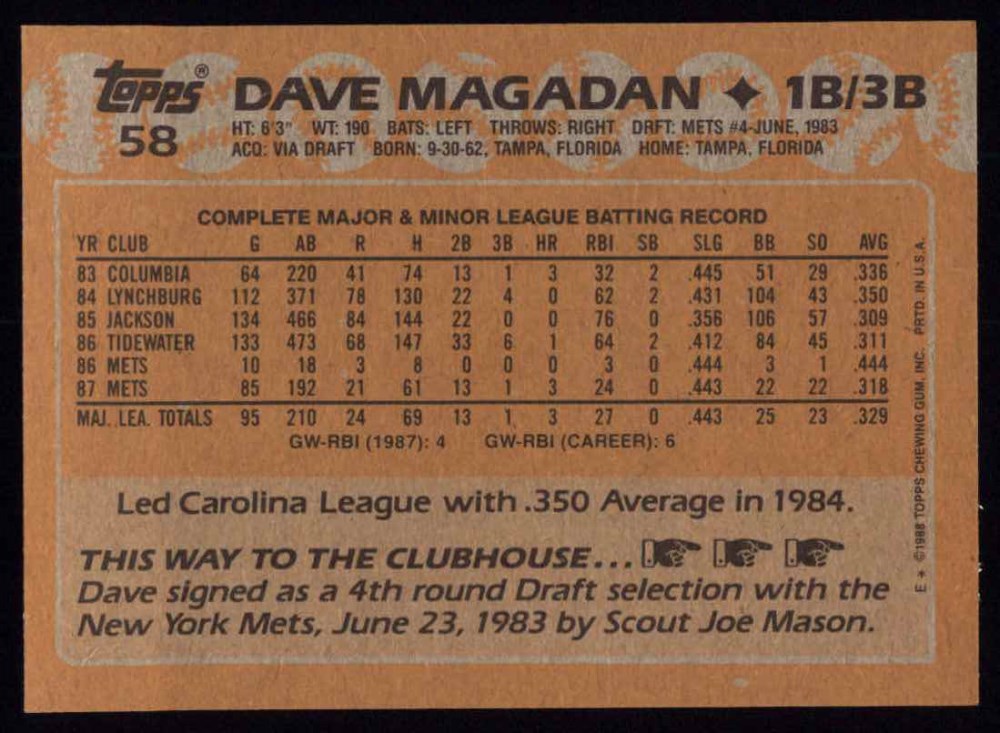 topps® DAVE MAGADAN ✦ 1B/3B
58
HT: 6'3" WT: 190 BATS: LEFT THROWS: RIGHT DRFT: METS #4-JUNE, 1983
ACQ: VIA DRAFT BORN: 9-30-62, TAMPA, FLORIDA HOME: TAMPA, FLORIDA
COMPLETE MAJOR & MINOR LEAGUE BATTING RECORD
YR CLUB G AB R H 2B 3B HR RBI SB SLG BB SO AVG
83 COLUMBIA 64 220 41 74 13 1 3 32 2 .445 51 29 .336
84 LYNCHBURG 112 371 78 130 22 4 0 62 2 .431 104 43 .350
85 JACKSON 134 466 84 144 22 0 0 76 0 .356 106 57 .309
86 TIDEWATER 133 473 68 147 33 6 1 64 2 .412 84 45 .311
86 METS 10 18 3 8 0 0 0 3 0 .444 3 1 .444
87 METS 85 192 21 61 13 1 3 24 0 .443 22 22 .318
MAJ. LEA. TOTALS 95 210 24 69 13 1 3 27 0 .443 25 23 .329
GW-RBI (1987): 4 GW-RBI (CAREER): 6
Led Carolina League with .350 Average in 1984.
THIS WAY TO THE CLUBHOUSE...
Dave signed as a 4th round Draft selection with the
New York Mets, June 23, 1983 by Scout Joe Mason.
E * ©1988 TOPPS CHEWING GUM, INC. PRTD. IN U.S.A.